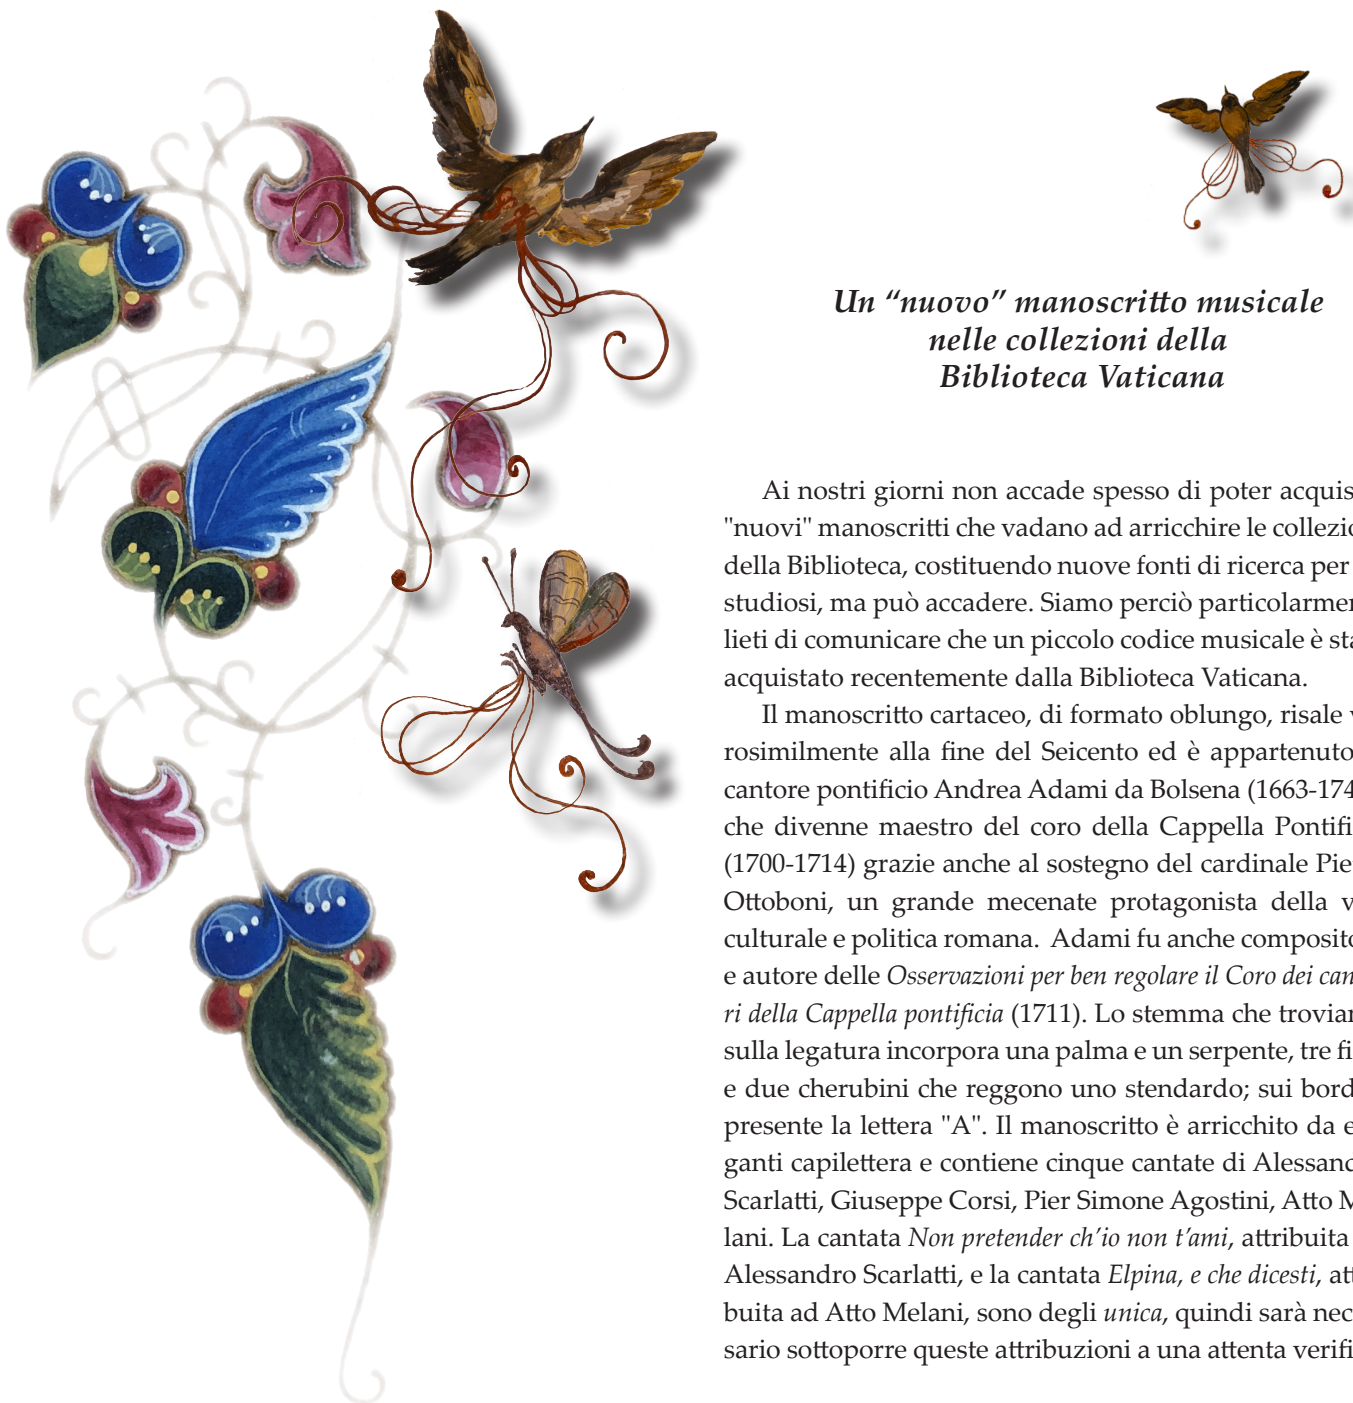 Un “nuovo” manoscritto musicale
nelle collezioni della
Biblioteca Vaticana
Ai nostri giorni non accade spesso di poter acquis
"nuovi" manoscritti che vadano ad arricchire le collezio
della Biblioteca, costituendo nuove fonti di ricerca per
studiosi, ma può accadere. Siamo perciò particolarmen
lieti di comunicare che un piccolo codice musicale è sta
acquistato recentemente dalla Biblioteca Vaticana.
Il manoscritto cartaceo, di formato oblungo, risale v
rosimilmente alla fine del Seicento ed è appartenuto
cantore pontificio Andrea Adami da Bolsena (1663-174
che divenne maestro del coro della Cappella Pontifi
(1700-1714) grazie anche al sostegno del cardinale Pie
Ottoboni, un grande mecenate protagonista della v
culturale e politica romana. Adami fu anche composito
e autore delle Osservazioni per ben regolare il Coro dei can
ri della Cappella pontificia (1711). Lo stemma che trovia
sulla legatura incorpora una palma e un serpente, tre fi
e due cherubini che reggono uno stendardo; sui bord
presente la lettera "A". Il manoscritto è arricchito da e
ganti capilettera e contiene cinque cantate di Alessand
Scarlatti, Giuseppe Corsi, Pier Simone Agostini, Atto M
lani. La cantata Non pretender ch’io non t’ami, attribuita
Alessandro Scarlatti, e la cantata Elpina, e che dicesti, att
buita ad Atto Melani, sono degli unica, quindi sarà nec
sario sottoporre queste attribuzioni a una attenta verifi